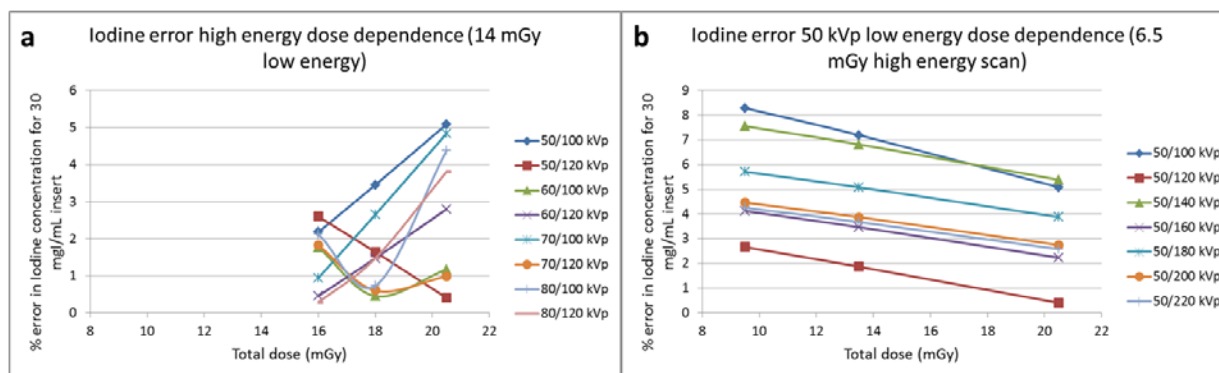 a
Iodine error high energy dose dependence (14 mGy
low energy)
% error in Iodine concentration for 30
mgI/mL insert
6
5
4
3
2
1
0
8
10
12
14
16
18
20
22
Total dose (mGy)
50/100 kVp
50/120 kVp
60/100 kVp
60/120 kVp
70/100 kVp
70/120 kVp
80/100 kVp
80/120 kVp
b
Iodine error 50 kVp low energy dose dependence (6.5
mGy high energy scan)
% error in Iodine concentration for 30
mgI/mL insert
9
8
7
6
5
4
3
2
1
0
8
10
12
14
16
18
20
22
Total dose (mGy)
50/100 kVp
50/120 kVp
50/140 kVp
50/160 kVp
50/180 kVp
50/200 kVp
50/220 kVp